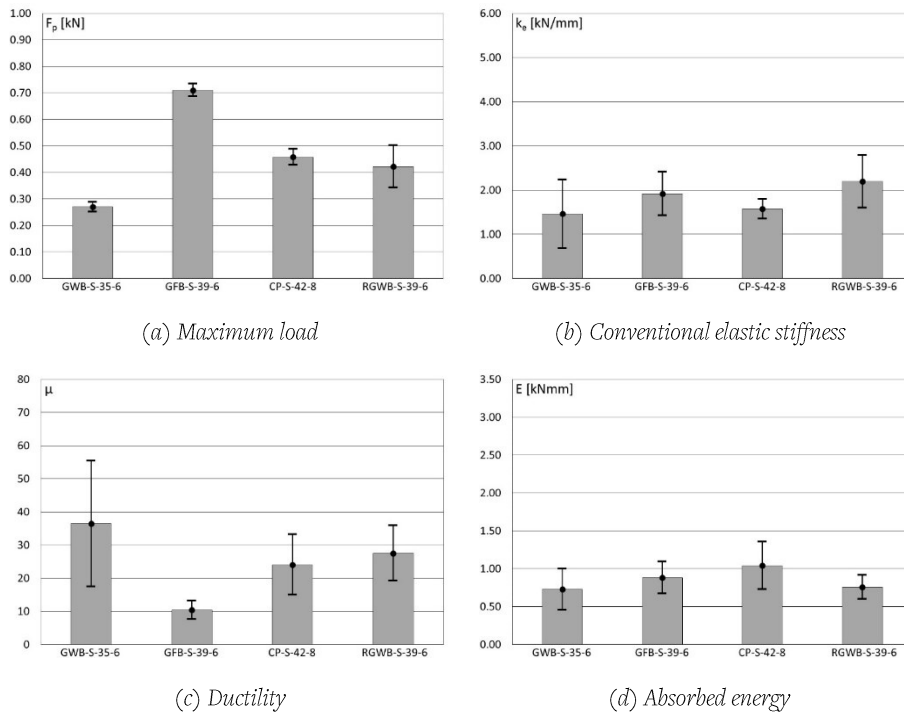 F_p [kN]
1.00
0.90
0.80
0.70
0.60
0.50
0.40
0.30
0.20
0.10
0.00
GWB-S-35-6 GFB-S-39-6 CP-S-42-8 RGWB-S-39-6
(a) Maximum load
k_e [kN/mm]
6.00
5.00
4.00
3.00
2.00
1.00
0.00
GWB-S-35-6 GFB-S-39-6 CP-S-42-8 RGWB-S-39-6
(b) Conventional elastic stiffness
μ
80
70
60
50
40
30
20
10
0
GWB-S-35-6 GFB-S-39-6 CP-S-42-8 RGWB-S-39-6
(c) Ductility
E [kNmm]
3.50
3.00
2.50
2.00
1.50
1.00
0.50
0.00
GWB-S-35-6 GFB-S-39-6 CP-S-42-8 RGWB-S-39-6
(d) Absorbed energy